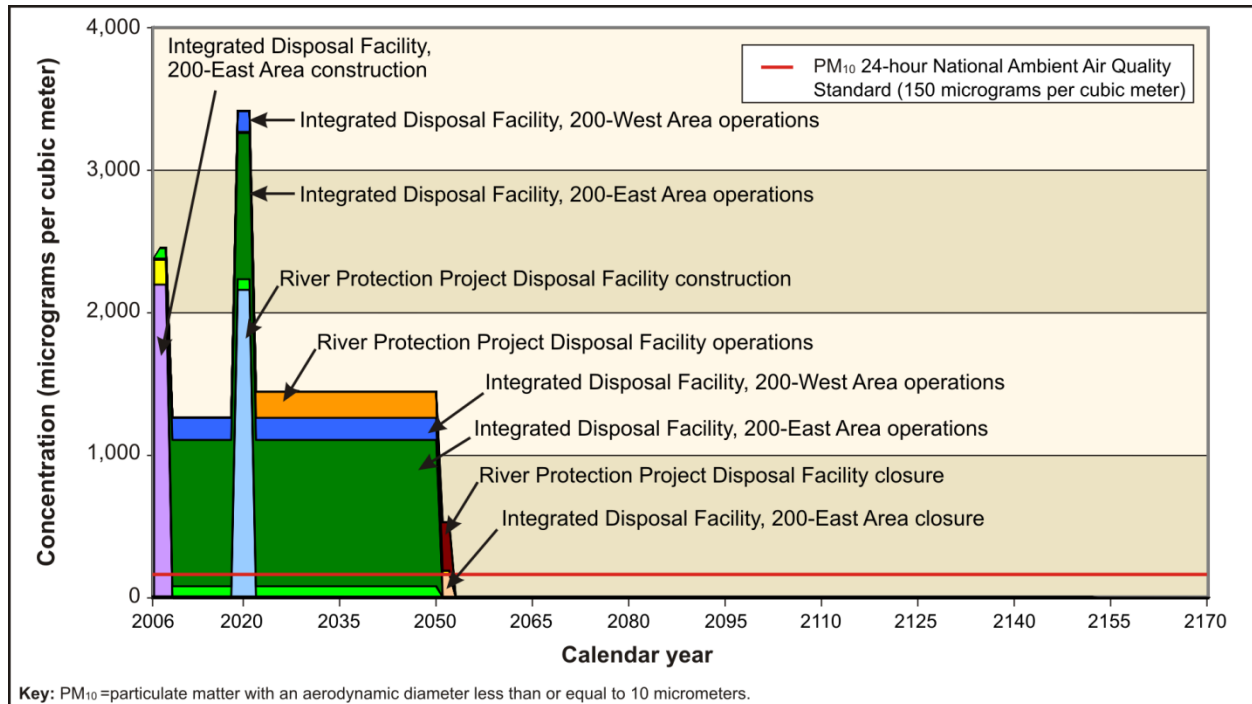 4,000
3,000
2,000
1,000
0
Concentration (micrograms per cubic meter)
Integrated Disposal Facility,
200-East Area construction
PM₁₀ 24-hour National Ambient Air Quality
Standard (150 micrograms per cubic meter)
Integrated Disposal Facility, 200-West Area operations
Integrated Disposal Facility, 200-East Area operations
River Protection Project Disposal Facility construction
River Protection Project Disposal Facility operations
Integrated Disposal Facility, 200-West Area operations
Integrated Disposal Facility, 200-East Area operations
River Protection Project Disposal Facility closure
Integrated Disposal Facility, 200-East Area closure
2006 2020 2035 2050 2065 2080 2095 2110 2125 2140 2155 2170
Calendar year
Key: PM₁₀ =particulate matter with an aerodynamic diameter less than or equal to 10 micrometers.